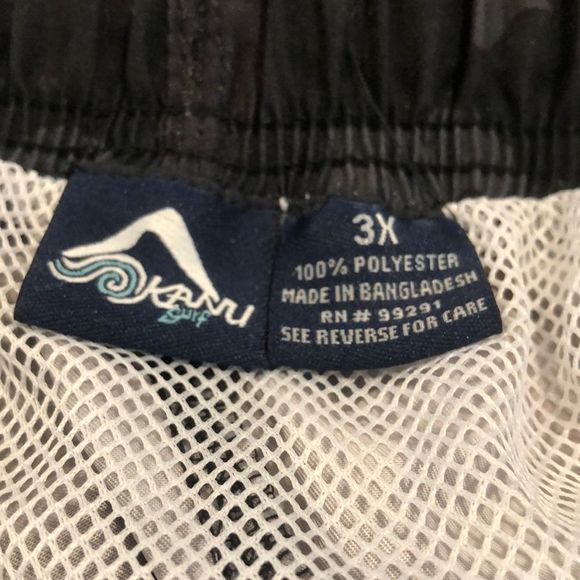 KANU
Surf
3X
100% POLYESTER
MADE IN BANGLADESH
RN# 99291
SEE REVERSE FOR CARE